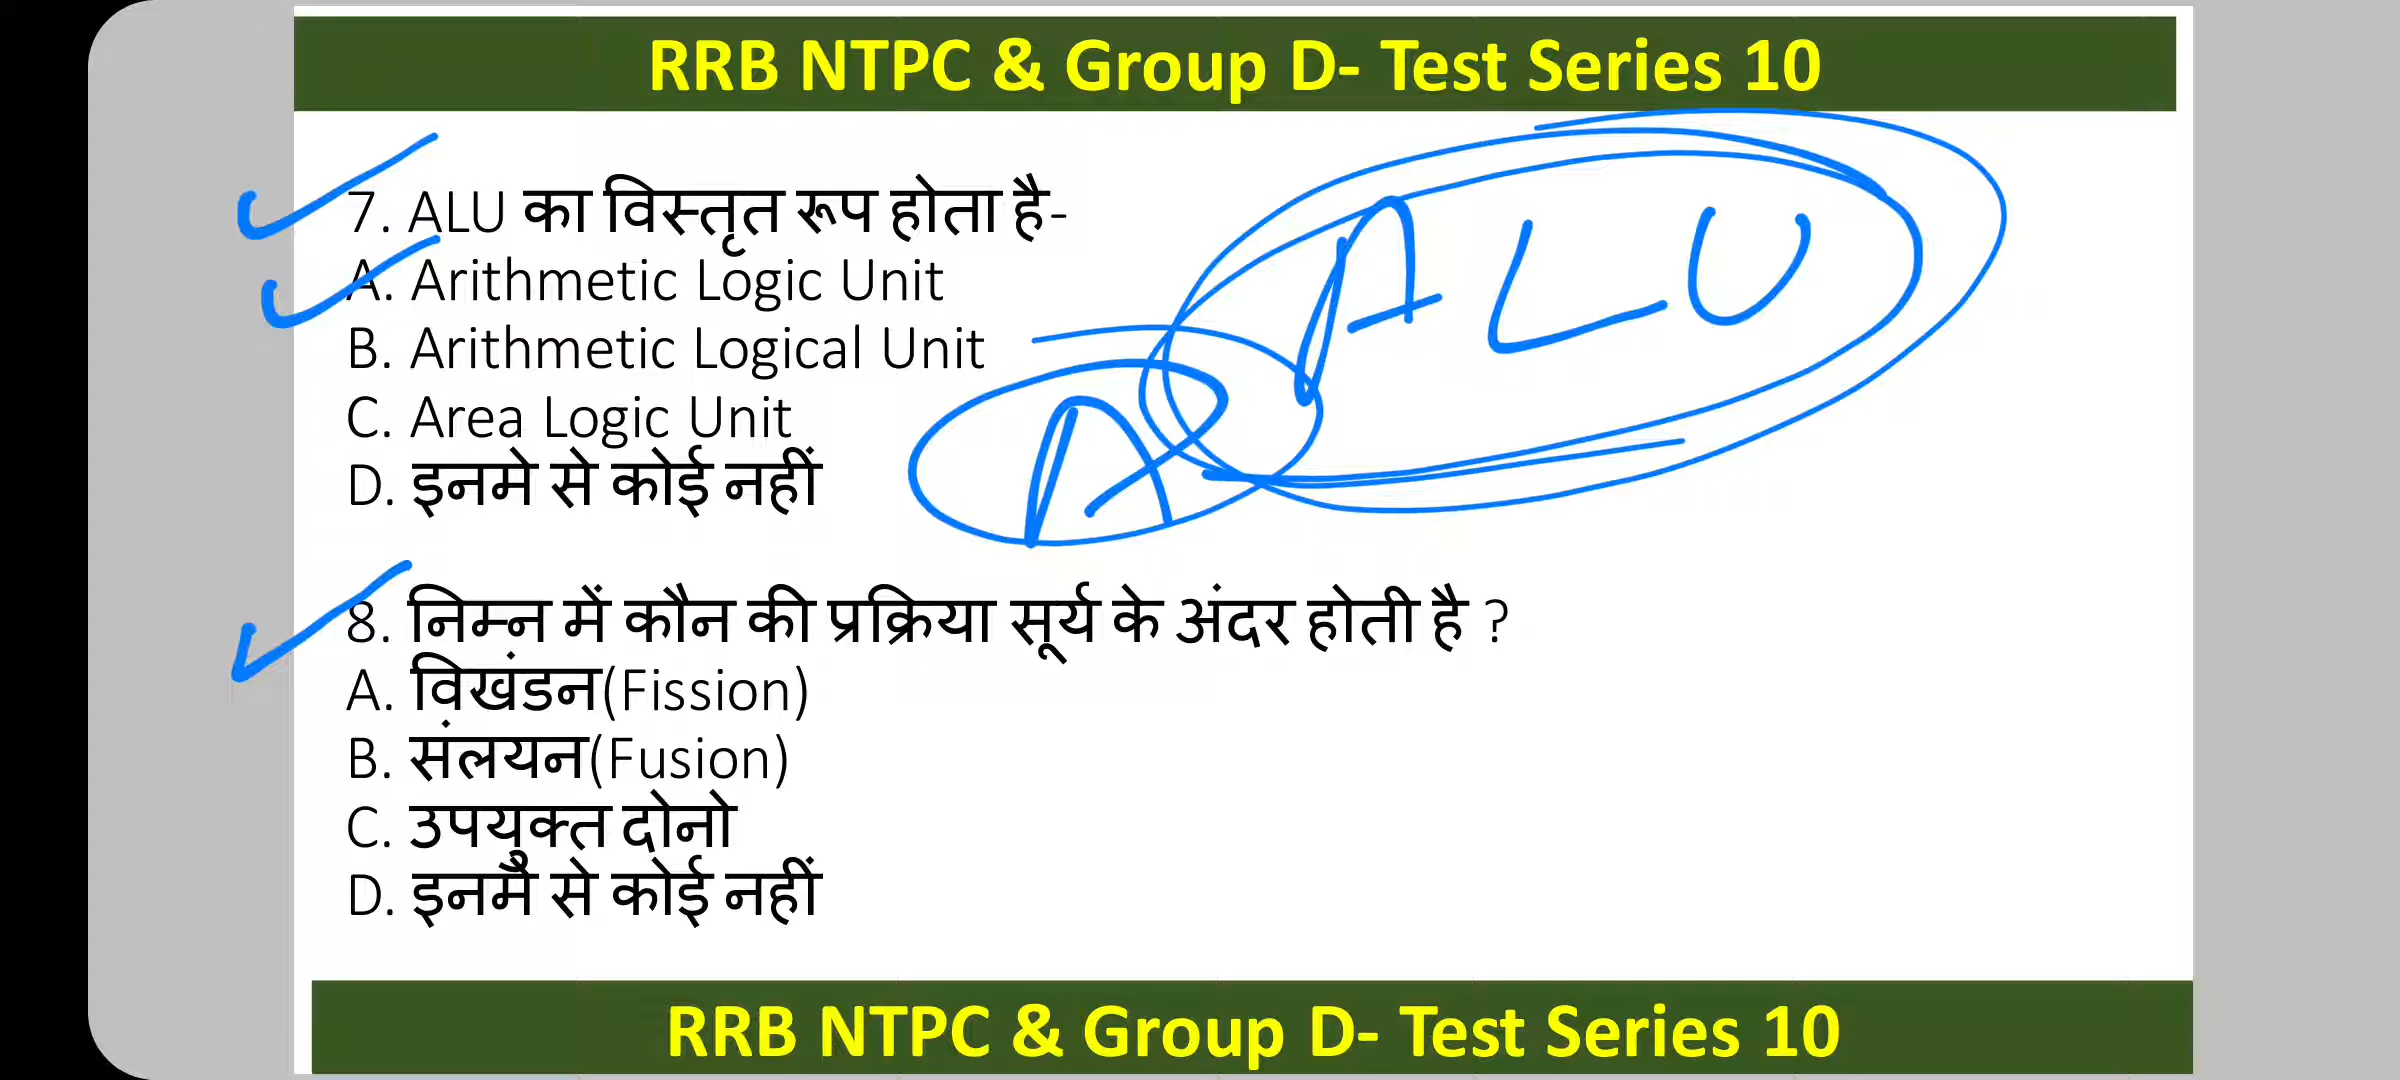 RRB NTPC & Group D- Test Series 10
7. ALU का विस्तृत रूप होता है-
A. Arithmetic Logic Unit
B. Arithmetic Logical Unit
C. Area Logic Unit
D. इनमे से कोई नहीं
ALU
A
8. निम्न में कौन की प्रक्रिया सूर्य के अंदर होती है ?
A. विखंडन(Fission)
B. संलयन(Fusion)
C. उपयुक्त दोनो
D. इनमें से कोई नहीं
RRB NTPC & Group D- Test Series 10